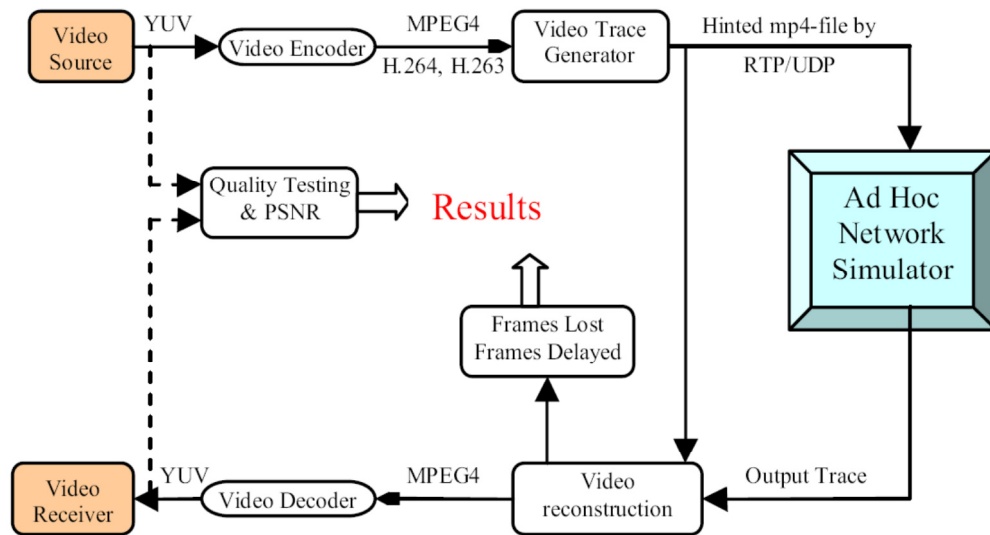 Video
Source
YUV
Video Encoder
MPEG4
H.264, H.263
Video Trace
Generator
Hinted mp4-file by
RTP/UDP
Quality Testing
& PSNR
Results
Ad Hoc
Network
Simulator
Frames Lost
Frames Delayed
Video
Receiver
YUV
Video Decoder
MPEG4
Video
reconstruction
Output Trace